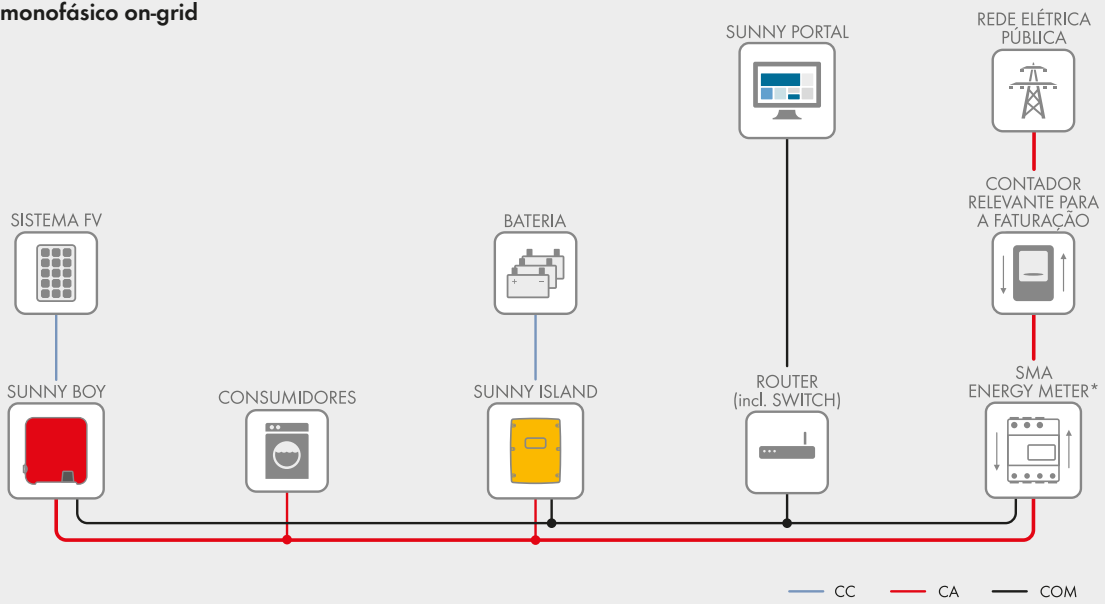 monofásico on-grid
SUNNY PORTAL
REDE ELÉTRICA
PÚBLICA
CONTADOR
RELEVANTE PARA
A FATURAÇÃO
SISTEMA FV
BATERIA
SUNNY BOY
CONSUMIDORES
SUNNY ISLAND
ROUTER
(incl. SWITCH)
SMA
ENERGY METER*
CC
CA
COM